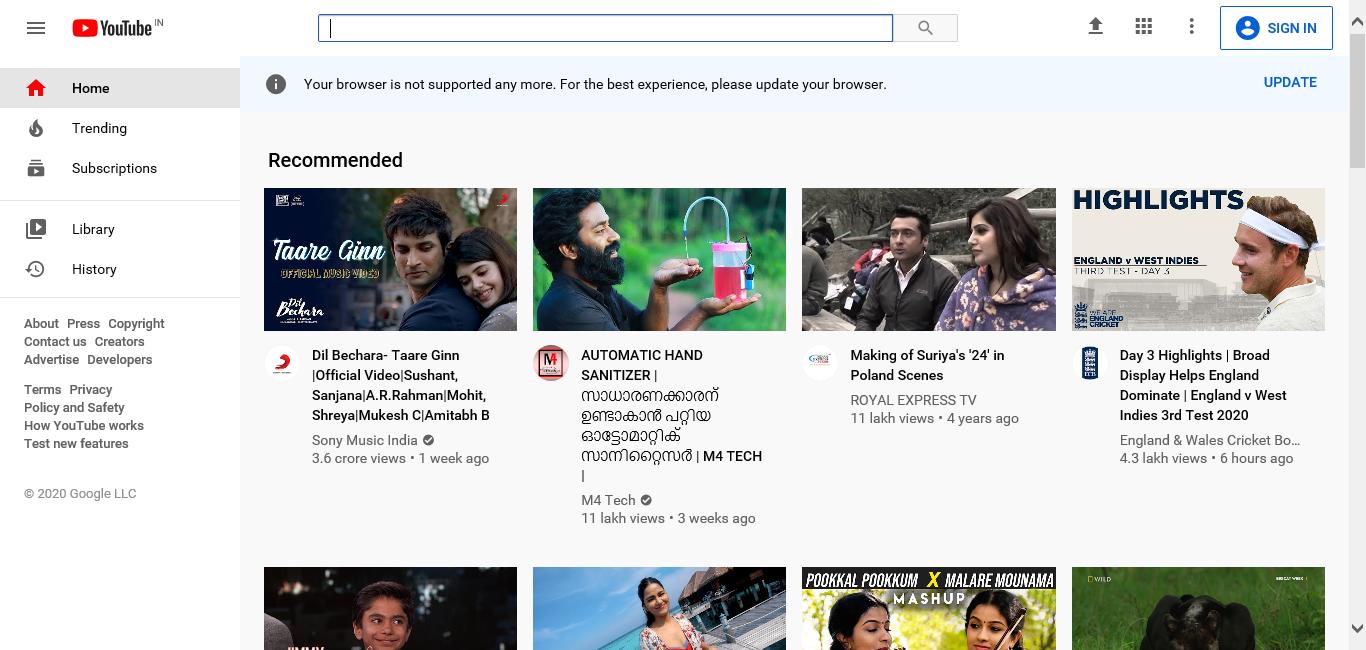 YouTube IN
SIGN IN
Home
Trending
Subscriptions
Library
History
About Press Copyright
Contact us Creators
Advertise Developers
Terms Privacy
Policy and Safety
How YouTube works
Test new features
© 2020 Google LLC
Your browser is not supported any more. For the best experience, please update your browser.
UPDATE
Recommended
Taare Ginn
OFFICIAL MUSIC VIDEO
Dil
Bechara
Dil Bechara- Taare Ginn
|Official Video|Sushant,
Sanjana|A.R.Rahman|Mohit,
Shreya|Mukesh C|Amitabh B
Sony Music India
3.6 crore views • 1 week ago
M4
AUTOMATIC HAND
SANITIZER |
സാധാരണക്കാരന്
ഉണ്ടാകാൻ പറ്റിയ
ഓട്ടോമാറ്റിക്
സാനിറ്റൈസർ | M4 TECH
|
M4 Tech
11 lakh views • 3 weeks ago
Making of Suriya's '24' in
Poland Scenes
ROYAL EXPRESS TV
11 lakh views • 4 years ago
HIGHLIGHTS
ENGLAND v WEST INDIES
THIRD TEST - DAY 3
WE ARE
ENGLAND
CRICKET
Day 3 Highlights | Broad
Display Helps England
Dominate | England v West
Indies 3rd Test 2020
England & Wales Cricket Bo...
4.3 lakh views • 6 hours ago
POOKKAL POOKKUM X MALARE MOUNAMA
MASHUP
WILD